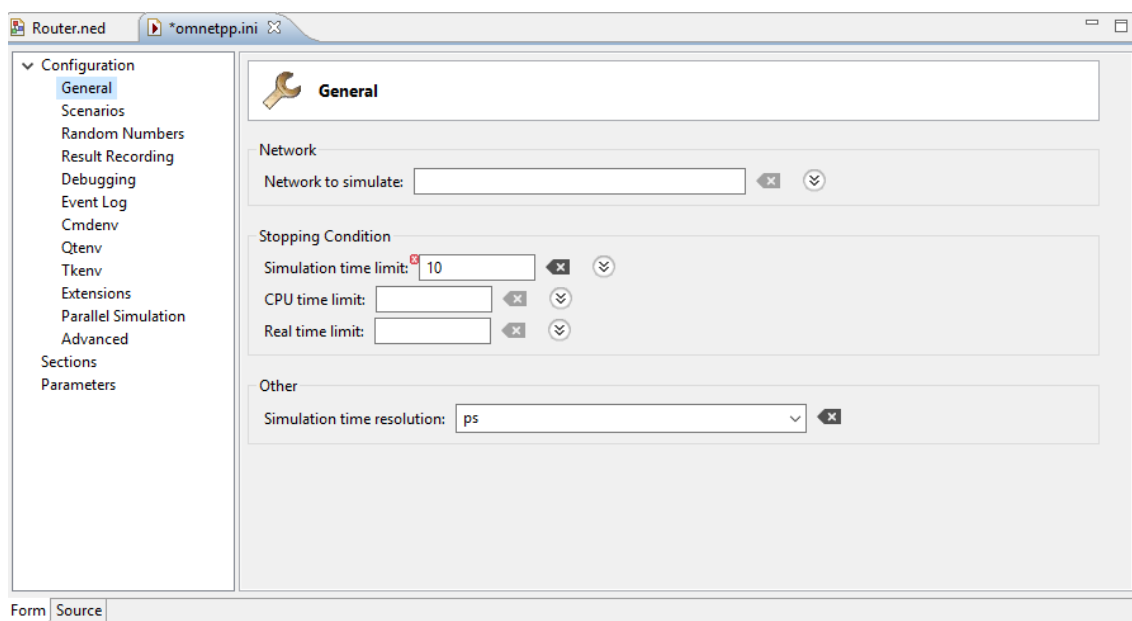 Router.ned
*omnetpp.ini
Configuration
General
Scenarios
Random Numbers
Result Recording
Debugging
Event Log
Cmdenv
Qtenv
Tkenv
Extensions
Parallel Simulation
Advanced
Sections
Parameters
General
Network
Network to simulate:
Stopping Condition
Simulation time limit: 10
CPU time limit:
Real time limit:
Other
Simulation time resolution: ps
Form Source